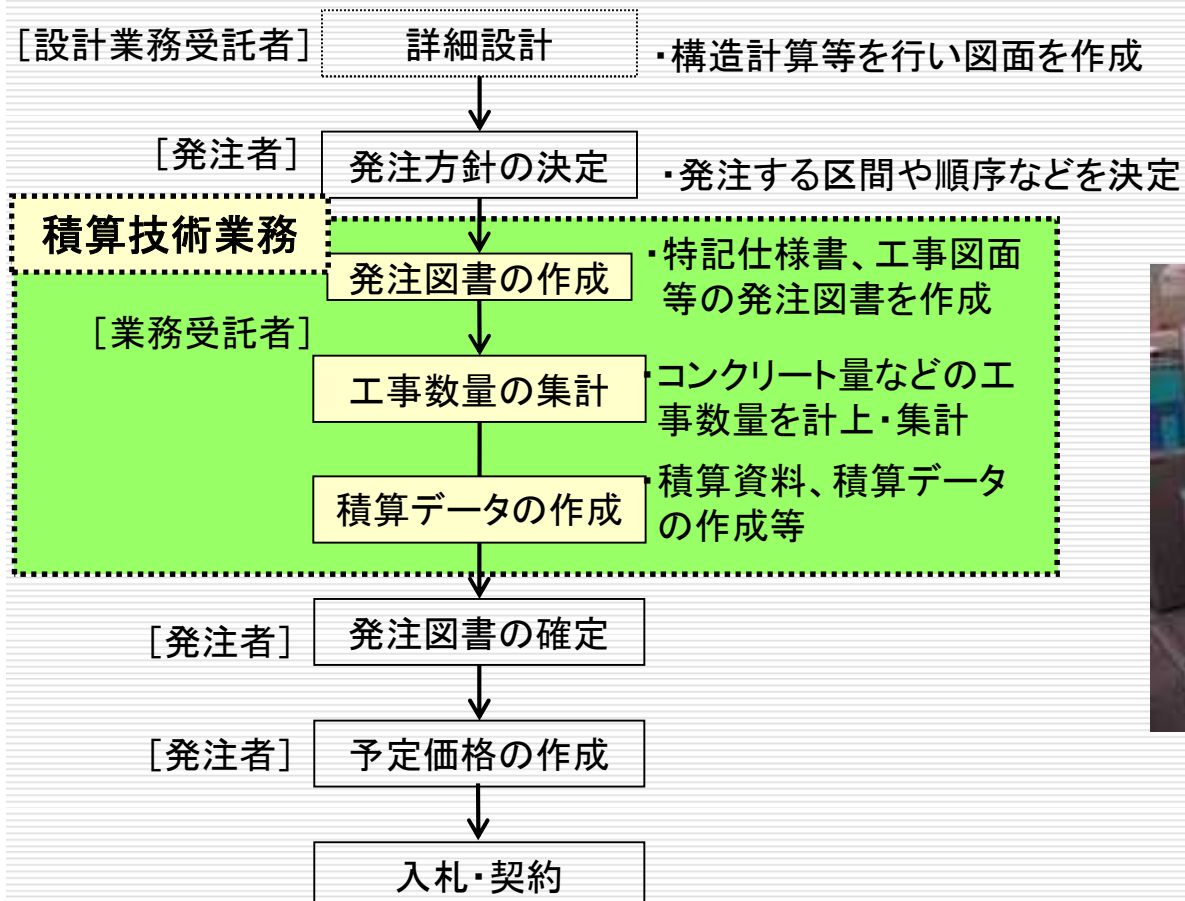 [設計業務受託者]
詳細設計
・構造計算等を行い図面を作成
[発注者]
発注方針の決定
・発注する区間や順序などを決定
積算技術業務
発注図書の作成
・特記仕様書、工事図面
等の発注図書を作成
[業務受託者]
工事数量の集計
・コンクリート量などの工
事数量を計上・集計
積算データの作成
・積算資料、積算データ
の作成等
[発注者]
発注図書の確定
[発注者]
予定価格の作成
入札・契約